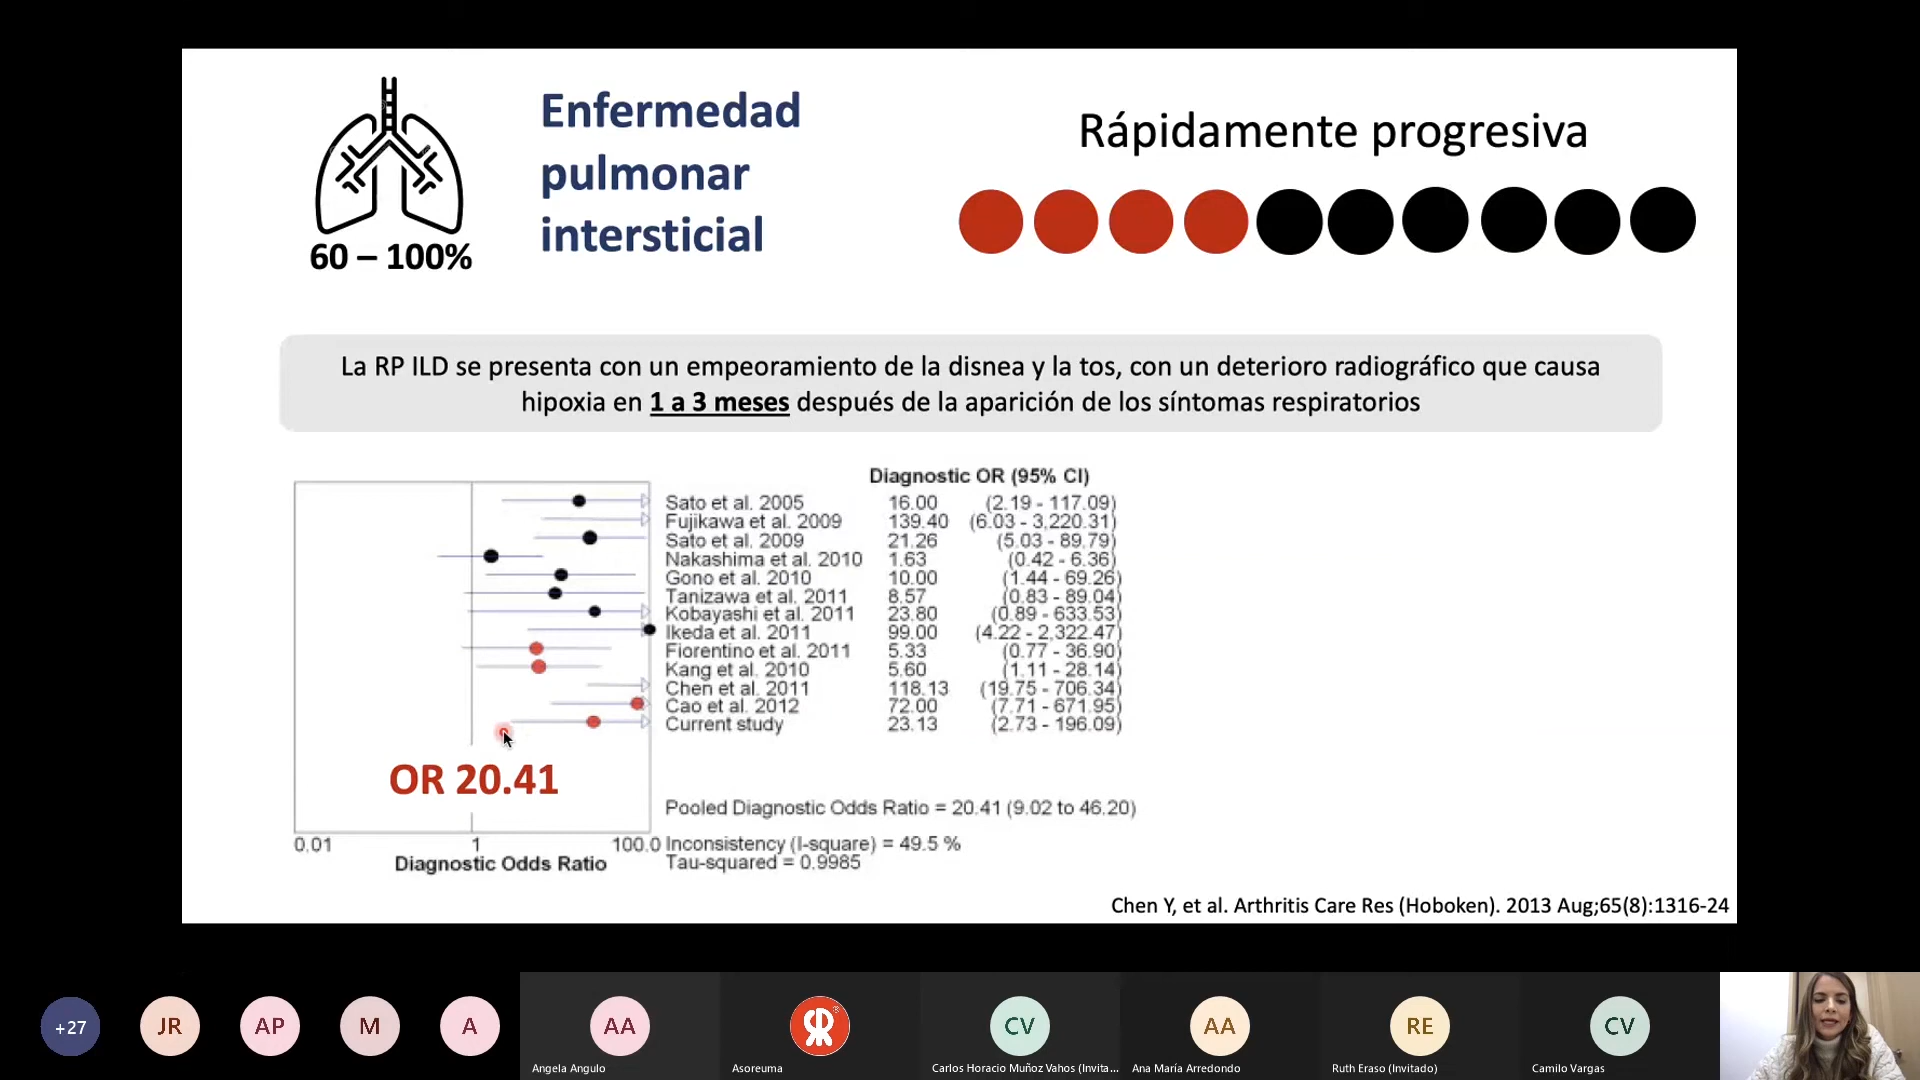 Enfermedad
pulmonar
intersticial
60 – 100%
Rápidamente progresiva
La RP ILD se presenta con un empeoramiento de la disnea y la tos, con un deterioro radiográfico que causa
hipoxia en 1 a 3 meses después de la aparición de los síntomas respiratorios
Diagnostic OR (95% CI)
Sato et al. 2005 16.00 (2.19 - 117.09)
Fujikawa et al. 2009 139.40 (6.03 - 3,220.31)
Sato et al. 2009 21.26 (5.03 - 89.79)
Nakashima et al. 2010 1.63 (0.42 - 6.36)
Gono et al. 2010 10.00 (1.44 - 69.26)
Tanizawa et al. 2011 8.57 (0.83 - 89.04)
Kobayashi et al. 2011 23.80 (0.89 - 633.53)
Ikeda et al. 2011 99.00 (4.22 - 2,322.47)
Fiorentino et al. 2011 5.33 (0.77 - 36.90)
Kang et al. 2010 5.60 (1.11 - 28.14)
Chen et al. 2011 118.13 (19.75 - 706.34)
Cao et al. 2012 72.00 (7.71 - 671.95)
Current study 23.13 (2.73 - 196.09)
OR 20.41
Pooled Diagnostic Odds Ratio = 20.41 (9.02 to 46.20)
0.01 1 100.0 Inconsistency (I-square) = 49.5 %
Diagnostic Odds Ratio Tau-squared = 0.9985
Chen Y, et al. Arthritis Care Res (Hoboken). 2013 Aug;65(8):1316-24
+27 JR AP M A AA CV AA RE CV
Angela Angulo Asoreuma Carlos Horacio Muñoz Vahos (Invita... Ana María Arredondo Ruth Eraso (Invitado) Camilo Vargas